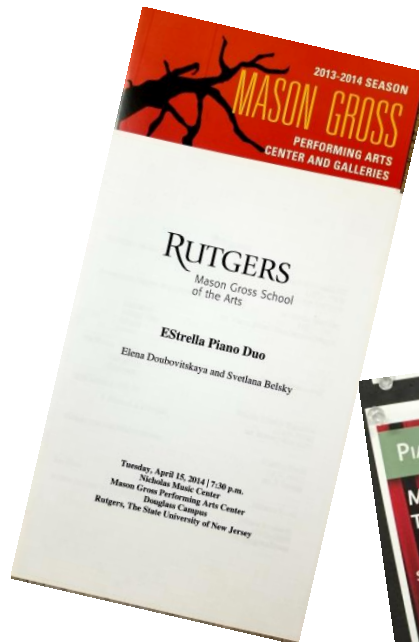 2013-2014 SEASON
MASON GROSS
PERFORMING ARTS
CENTER AND GALLERIES
RUTGERS
Mason Gross School
of the Arts
EStrella Piano Duo
Elena Doubovitskaya and Svetlana Belsky
Tuesday, April 15, 2014 | 7:30 p.m.
Nicholas Music Center
Mason Gross Performing Arts Center
Douglass Campus
Rutgers, The State University of New Jersey